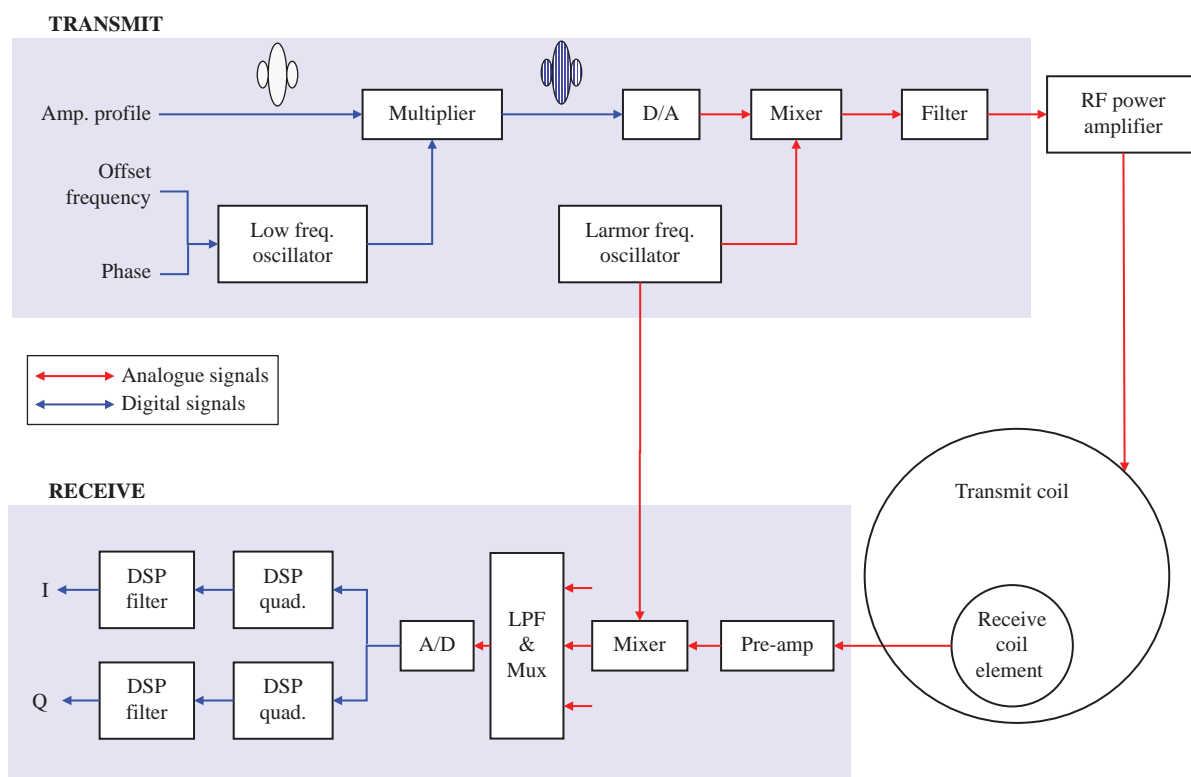 TRANSMIT
Amp. profile
Multiplier
D/A
Mixer
Filter
RF power
amplifier
Offset
frequency
Phase
Low freq.
oscillator
Larmor freq.
oscillator
Analogue signals
Digital signals
RECEIVE
Transmit coil
I
DSP
filter
DSP
quad.
A/D
LPF
&
Mux
Mixer
Pre-amp
Receive
coil
element
Q
DSP
filter
DSP
quad.